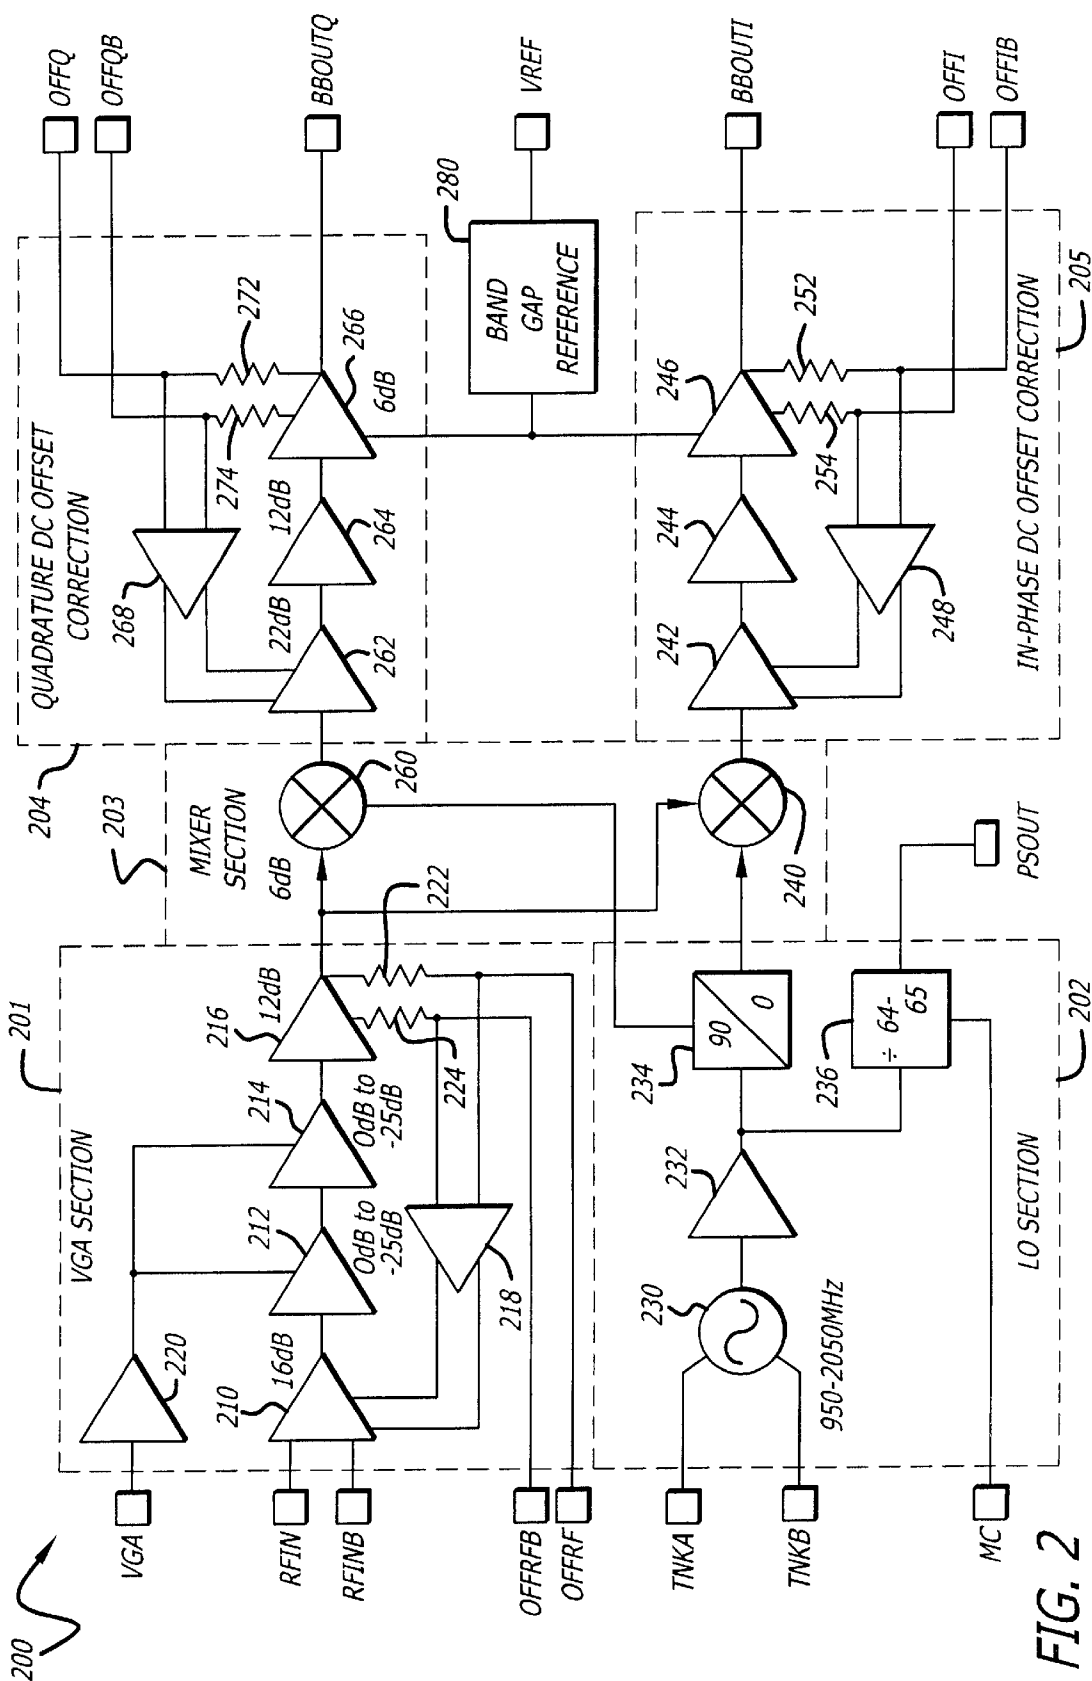 200
VGA
RFIN
RFINB
OFFRFB
OFFRF
TNKA
TNKB
MC
201
VGA SECTION
220
210
16dB
212
0dB to
-25dB
214
0dB to
-25dB
216
12dB
218
224
222
230
950-2050MHz
232
234
90
0
236
÷ 64-
65
LO SECTION
202
203
MIXER
SECTION
6dB
260
240
PSOUT
204
QUADRATURE DC OFFSET
CORRECTION
268
262
22dB
264
12dB
266
6dB
274
272
280
BAND
GAP
REFERENCE
242
244
246
248
254
252
IN-PHASE DC OFFSET CORRECTION
205
OFFQ
OFFQB
BBOUTQ
VREF
BBOUTI
OFFI
OFFIB
FIG. 2